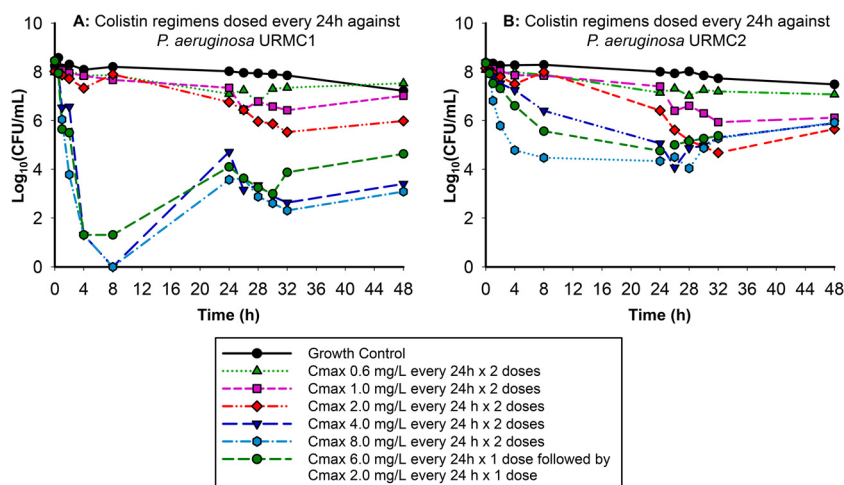 A: Colistin regimens dosed every 24h against
P. aeruginosa URMC1
B: Colistin regimens dosed every 24h against
P. aeruginosa URMC2
Log10(CFU/mL)
10
8
6
4
2
0
0 4 8 12 16 20 24 28 32 36 40 44 48
Time (h)
Log10(CFU/mL)
10
8
6
4
2
0
0 4 8 12 16 20 24 28 32 36 40 44 48
Time (h)
Growth Control
Cmax 0.6 mg/L every 24h x 2 doses
Cmax 1.0 mg/L every 24h x 2 doses
Cmax 2.0 mg/L every 24 h x 2 doses
Cmax 4.0 mg/L every 24 h x 2 doses
Cmax 8.0 mg/L every 24 h x 2 doses
Cmax 6.0 mg/L every 24h x 1 dose followed by
Cmax 2.0 mg/L every 24 h x 1 dose